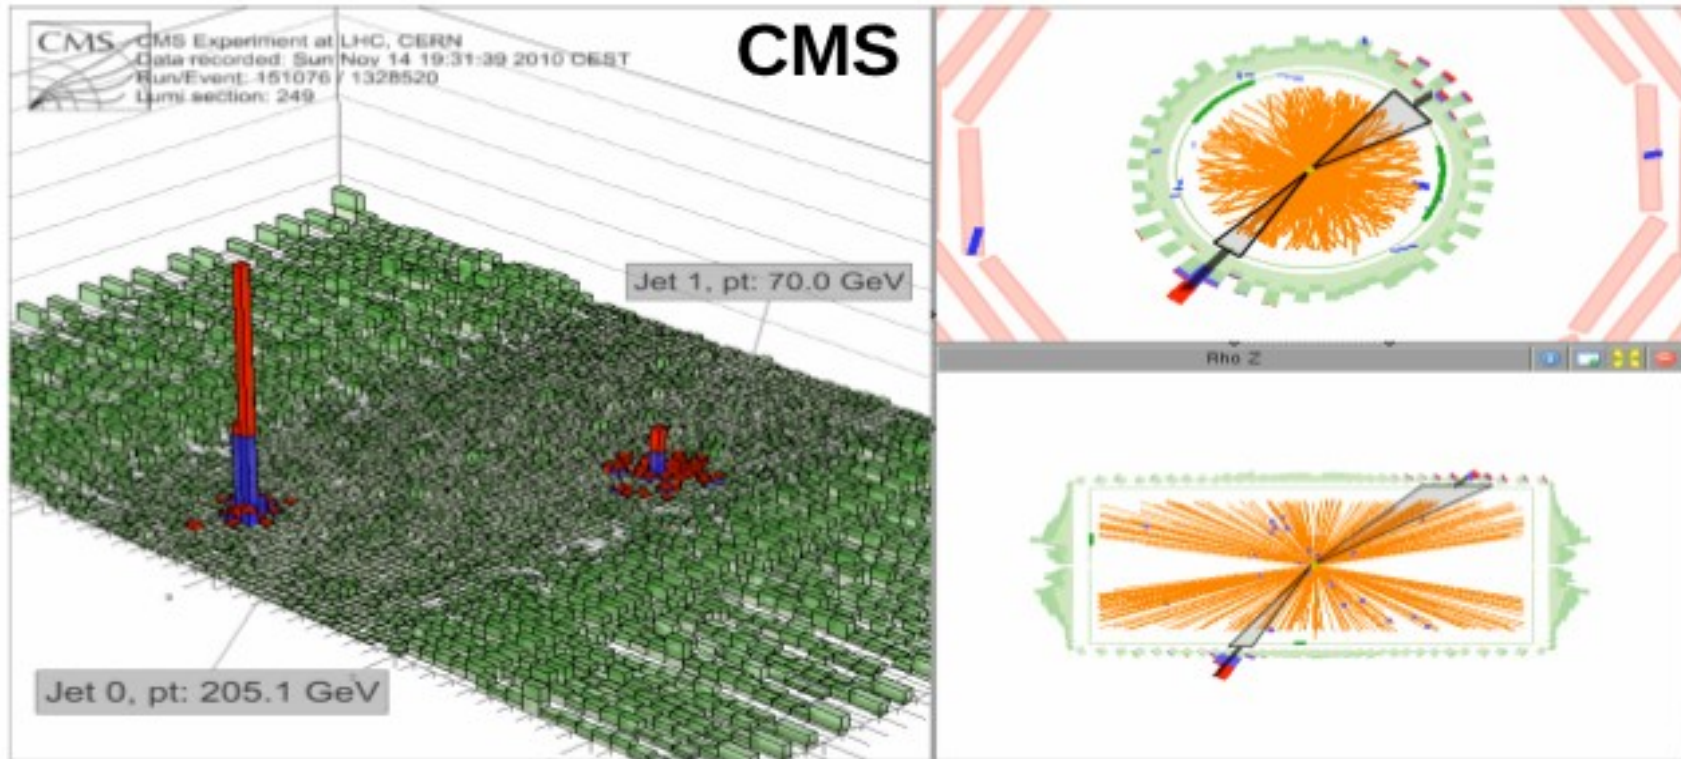 CMS
CMS Experiment at LHC, CERN
Data recorded: Sun Nov 14 19:31:39 2010 CEST
Run/Event: 151076 / 1328520
Lumi section: 249
CMS
Jet 1, pt: 70.0 GeV
Jet 0, pt: 205.1 GeV
Rho Z